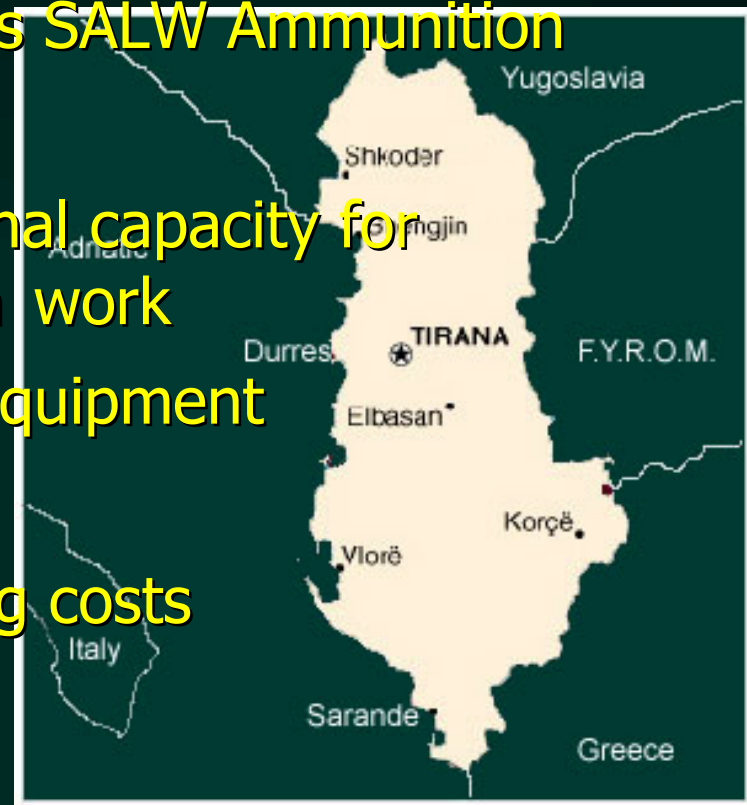 s SALW Ammunition
Yugoslavia
Shkoder
nal capacity for
Adriatic
work
Durres
TIRANA
F.Y.R.O.M.
quipment
Elbasan
Korçë
Vlorë
g costs
Italy
Sarande
Greece